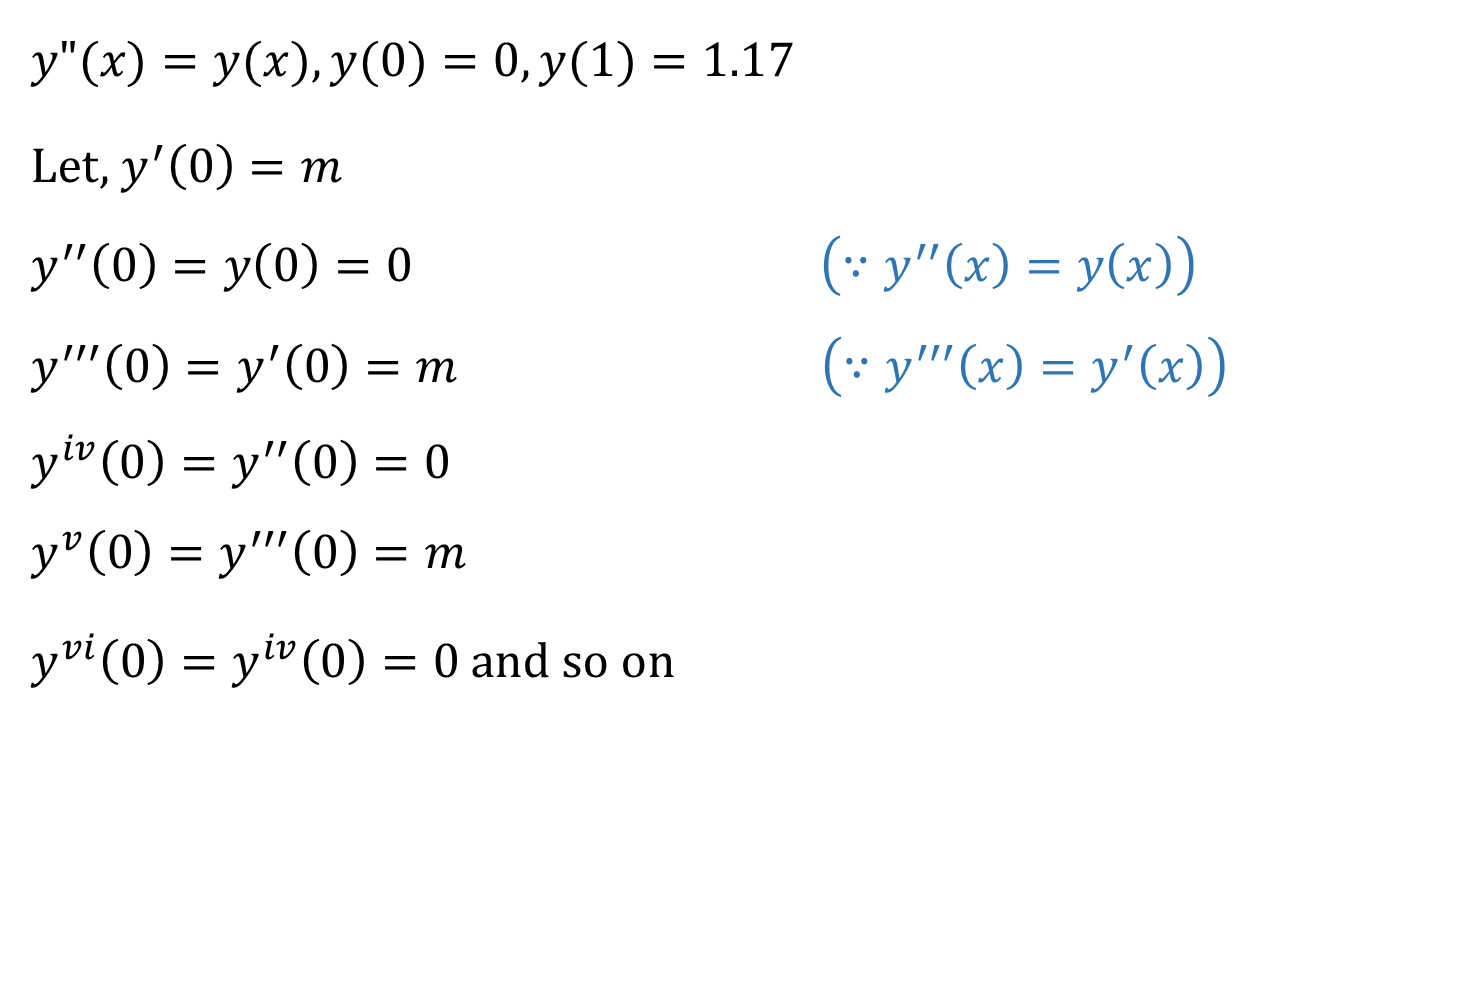 y"(x) = y(x), y(0) = 0, y(1) = 1.17
Let, y′(0) = m
y′′(0) = y(0) = 0 (∵ y′′(x) = y(x))
y′′′(0) = y′(0) = m (∵ y′′′(x) = y′(x))
y^{iv}(0) = y′′(0) = 0
y^{v}(0) = y′′′(0) = m
y^{vi}(0) = y^{iv}(0) = 0 and so on